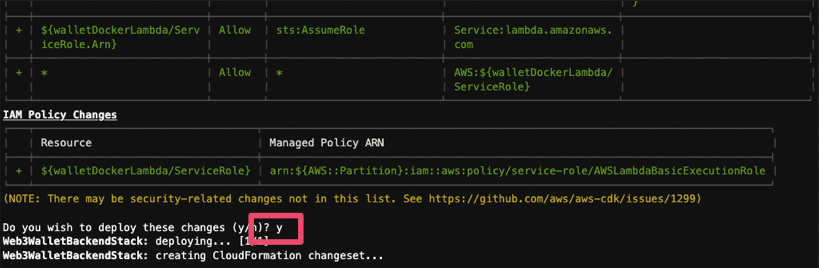 }
+ ${walletDockerLambda/Serv Allow sts:AssumeRole Service:lambda.amazonaws.
iceRole.Arn} com
+ * Allow * AWS:${walletDockerLambda/
ServiceRole}
IAM Policy Changes
Resource Managed Policy ARN
+ ${walletDockerLambda/ServiceRole} arn:${AWS::Partition}:iam::aws:policy/service-role/AWSLambdaBasicExecutionRole
(NOTE: There may be security-related changes not in this list. See https://github.com/aws/aws-cdk/issues/1299)
Do you wish to deploy these changes (y/n)? y
Web3WalletBackendStack: deploying... [1/1]
Web3WalletBackendStack: creating CloudFormation changeset...